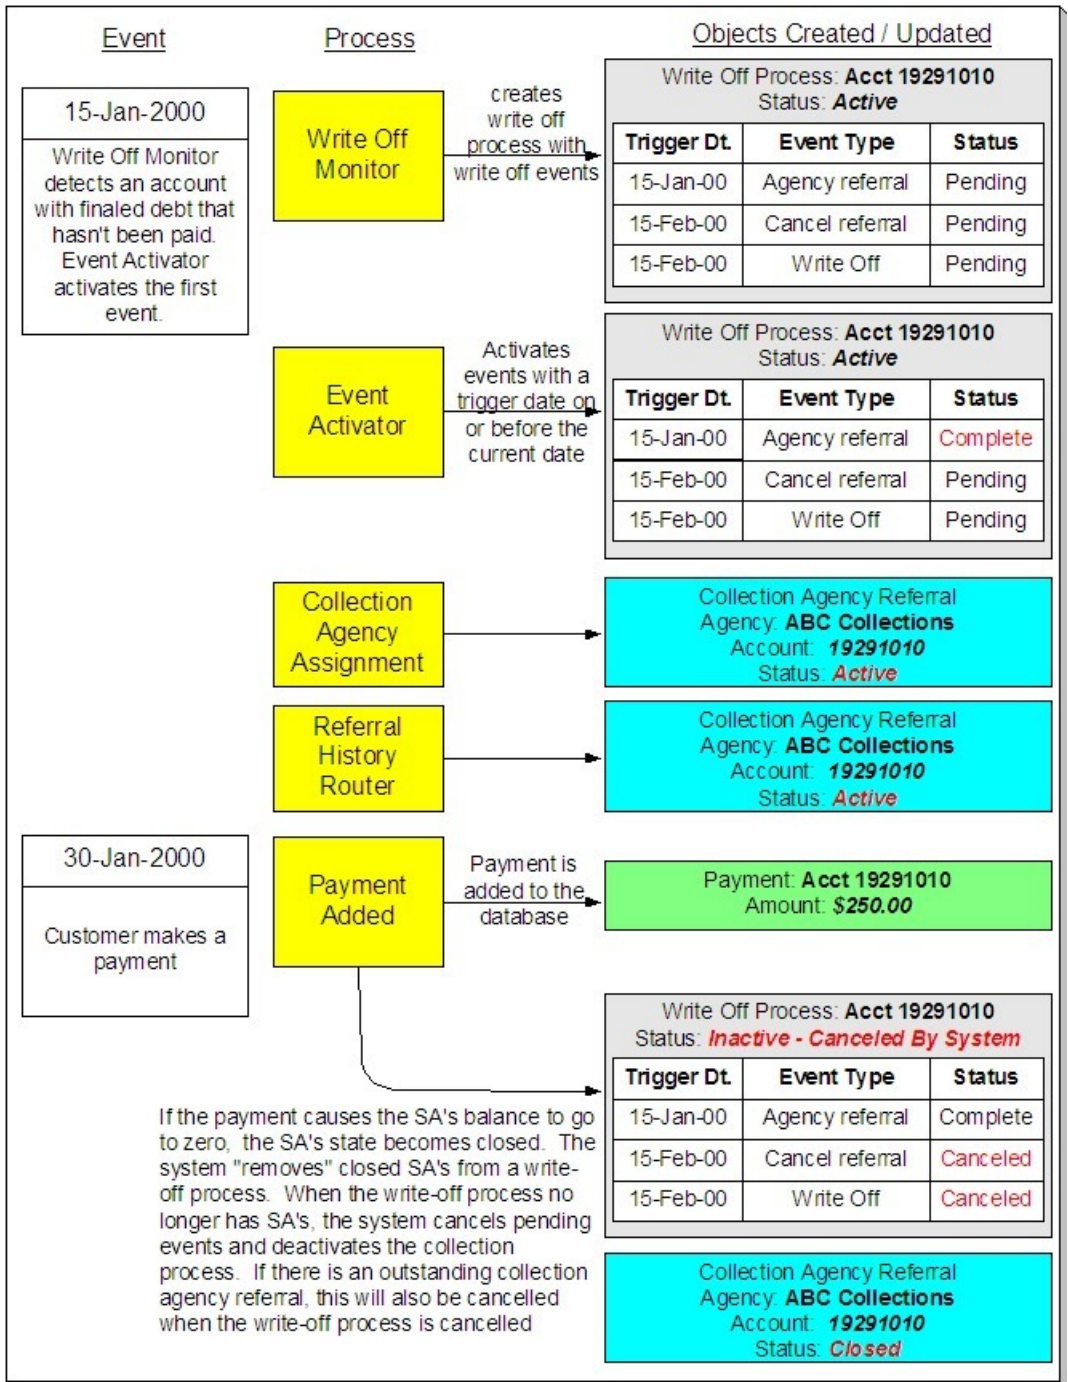 Event
Process
Objects Created / Updated
15-Jan-2000
Write Off Monitor
detects an account
with finaled debt that
hasn't been paid.
Event Activator
activates the first
event.
Write Off
Monitor
creates
write off
process with
write off events
Write Off Process: Acct 19291010
Status: Active
Trigger Dt. Event Type Status
15-Jan-00 Agency referral Pending
15-Feb-00 Cancel referral Pending
15-Feb-00 Write Off Pending
Event
Activator
Activates
events with a
trigger date on
or before the
current date
Write Off Process: Acct 19291010
Status: Active
Trigger Dt. Event Type Status
15-Jan-00 Agency referral Complete
15-Feb-00 Cancel referral Pending
15-Feb-00 Write Off Pending
Collection
Agency
Assignment
Collection Agency Referral
Agency: ABC Collections
Account: 19291010
Status: Active
Referral
History
Router
Collection Agency Referral
Agency: ABC Collections
Account: 19291010
Status: Active
30-Jan-2000
Customer makes a
payment
Payment
Added
Payment is
added to the
database
Payment: Acct 19291010
Amount: $250.00
Write Off Process: Acct 19291010
Status: Inactive - Canceled By System
Trigger Dt. Event Type Status
15-Jan-00 Agency referral Complete
15-Feb-00 Cancel referral Canceled
15-Feb-00 Write Off Canceled
If the payment causes the SA's balance to go
to zero, the SA's state becomes closed. The
system "removes" closed SA's from a write-
off process. When the write-off process no
longer has SA's, the system cancels pending
events and deactivates the collection
process. If there is an outstanding collection
agency referral, this will also be cancelled
when the write-off process is cancelled
Collection Agency Referral
Agency: ABC Collections
Account: 19291010
Status: Closed